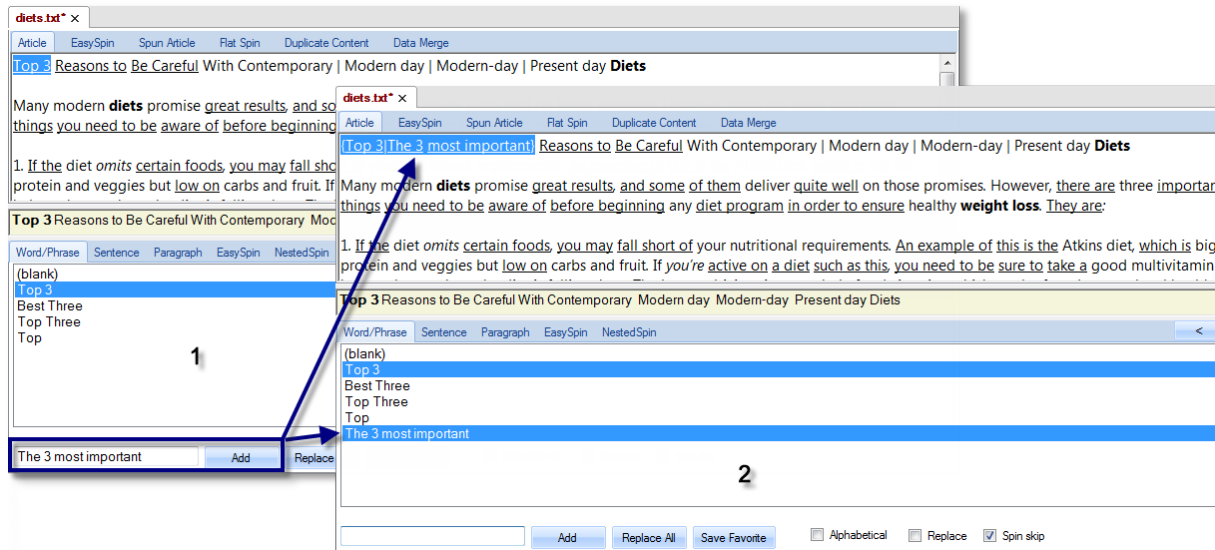 diets.txt* ×
Article EasySpin Spun Article Flat Spin Duplicate Content Data Merge
Top 3 Reasons to Be Careful With Contemporary | Modern day | Modern-day | Present day Diets
Many modern diets promise great results, and so
things you need to be aware of before beginning
1. If the diet omits certain foods, you may fall sho
protein and veggies but low on carbs and fruit. If
Top 3 Reasons to Be Careful With Contemporary Moc
Word/Phrase Sentence Paragraph EasySpin NestedSpin
(blank)
Top 3
Best Three
Top Three
Top
1
The 3 most important Add Replace
diets.txt* ×
Article EasySpin Spun Article Flat Spin Duplicate Content Data Merge
{Top 3|The 3 most important} Reasons to Be Careful With Contemporary | Modern day | Modern-day | Present day Diets
Many modern diets promise great results, and some of them deliver quite well on those promises. However, there are three importan
things you need to be aware of before beginning any diet program in order to ensure healthy weight loss. They are:
1. If the diet omits certain foods, you may fall short of your nutritional requirements. An example of this is the Atkins diet, which is big
protein and veggies but low on carbs and fruit. If you're active on a diet such as this, you need to be sure to take a good multivitamin
Top 3 Reasons to Be Careful With Contemporary Modern day Modern-day Present day Diets
Word/Phrase Sentence Paragraph EasySpin NestedSpin <
(blank)
Top 3
Best Three
Top Three
Top
The 3 most important
2
Add Replace All Save Favorite Alphabetical Replace Spin skip